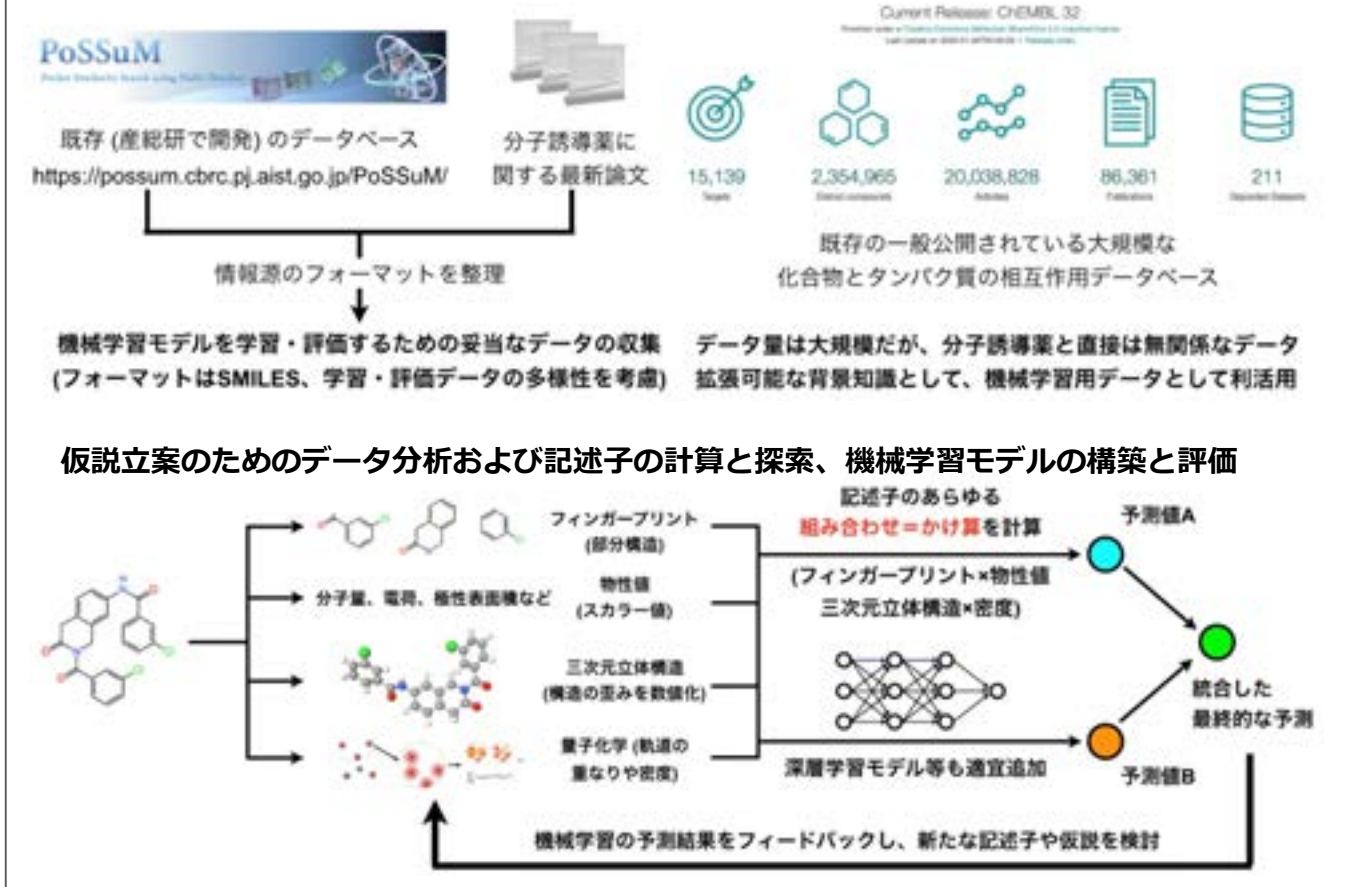 PoSSuM
Pocket Similarity Search using Multi-Sketches
既存 (産総研で開発) のデータベース
https://possum.cbrc.pj.aist.go.jp/PoSSuM/
分子誘導薬に
関する最新論文
情報源のフォーマットを整理
機械学習モデルを学習・評価するための妥当なデータの収集
(フォーマットはSMILES、学習・評価データの多様性を考慮)
Current Release: ChEMBL 32
15,139
2,354,965
20,038,828
86,361
211
Targets
Distinct compounds
Activities
Publications
Deposited Datasets
既存の一般公開されている大規模な
化合物とタンパク質の相互作用データベース
データ量は大規模だが、分子誘導薬と直接は無関係なデータ
拡張可能な背景知識として、機械学習用データとして利活用
仮説立案のためのデータ分析および記述子の計算と探索、機械学習モデルの構築と評価
フィンガープリント
(部分構造)
分子量、電荷、極性表面積など
物性値
(スカラー値)
三次元立体構造
(構造の歪みを数値化)
量子化学 (軌道の
重なりや密度)
記述子のあらゆる
組み合わせ=かけ算を計算
(フィンガープリント×物性値
三次元立体構造×密度)
深層学習モデル等も適宜追加
予測値A
予測値B
統合した
最終的な予測
機械学習の予測結果をフィードバックし、新たな記述子や仮説を検討